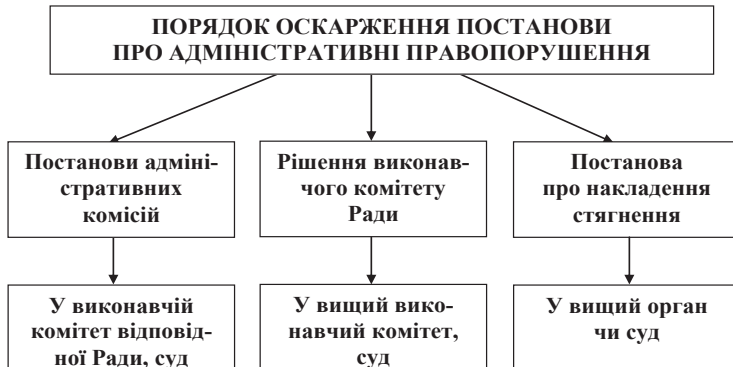 ПОРЯДОК ОСКАРЖЕННЯ ПОСТАНОВИ
ПРО АДМІНІСТРАТИВНІ ПРАВОПОРУШЕННЯ
Постанови адміні-
стративних
комісій
Рішення виконав-
чого комітету
Ради
Постанова
про накладення
стягнення
У виконавчій
комітет відповід-
ної Ради, суд
У вищий вико-
навчий комітет,
суд
У вищий орган
чи суд